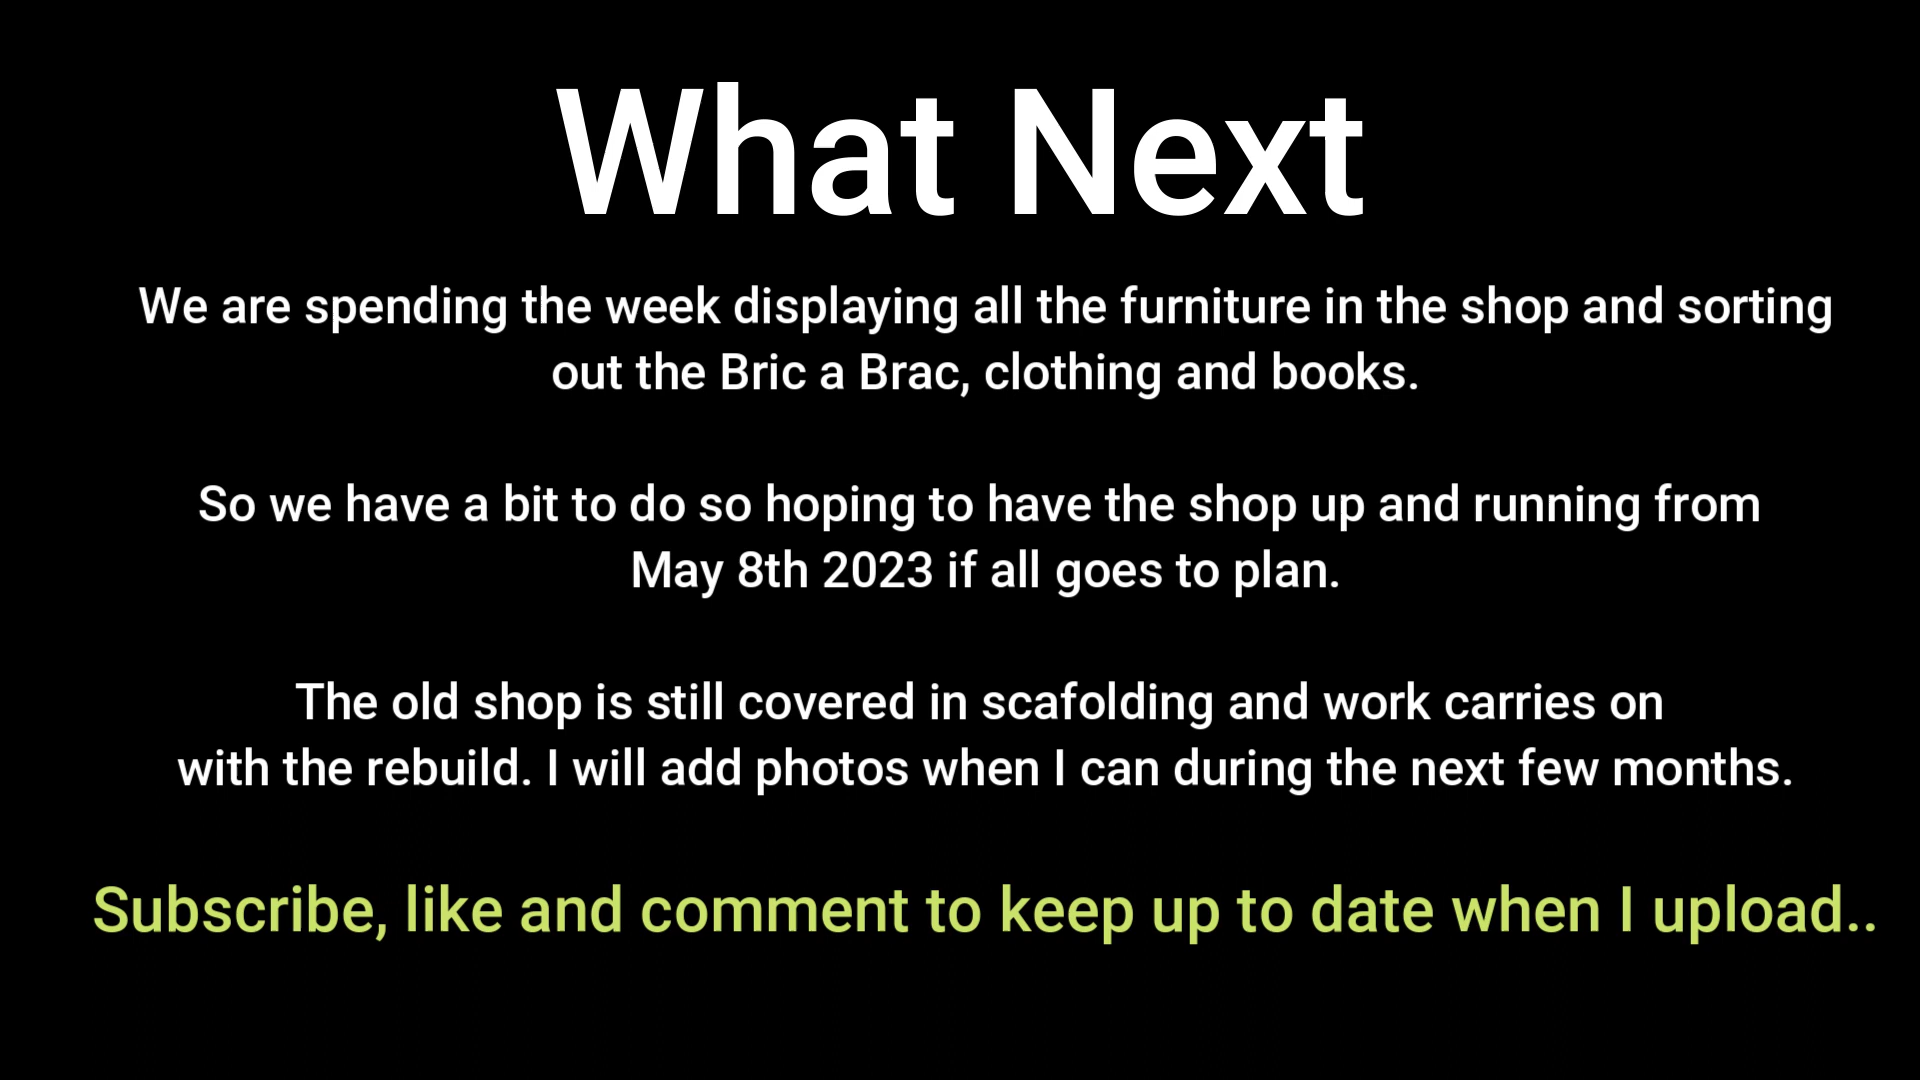 What Next
We are spending the week displaying all the furniture in the shop and sorting
out the Bric a Brac, clothing and books.
So we have a bit to do so hoping to have the shop up and running from
May 8th 2023 if all goes to plan.
The old shop is still covered in scafolding and work carries on
with the rebuild. I will add photos when I can during the next few months.
Subscribe, like and comment to keep up to date when I upload..